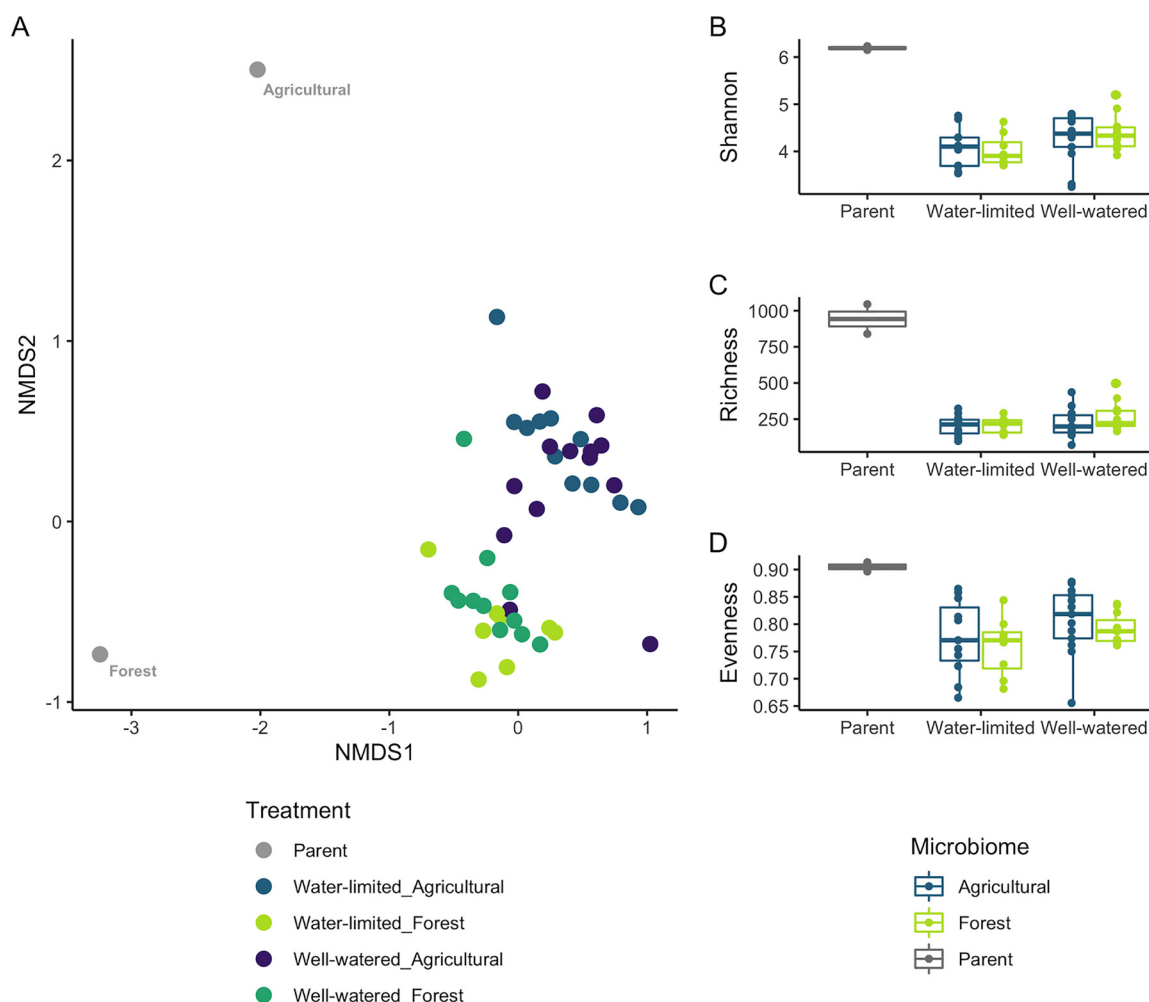 A
NMDS2
2
1
0
-1
-3
-2
-1
0
1
NMDS1
Agricultural
Forest
B
Shannon
6
5
4
Parent
Water-limited
Well-watered
C
Richness
1000
750
500
250
Parent
Water-limited
Well-watered
D
Evenness
0.90
0.85
0.80
0.75
0.70
0.65
Parent
Water-limited
Well-watered
Treatment
Parent
Water-limited_Agricultural
Water-limited_Forest
Well-watered_Agricultural
Well-watered_Forest
Microbiome
Agricultural
Forest
Parent